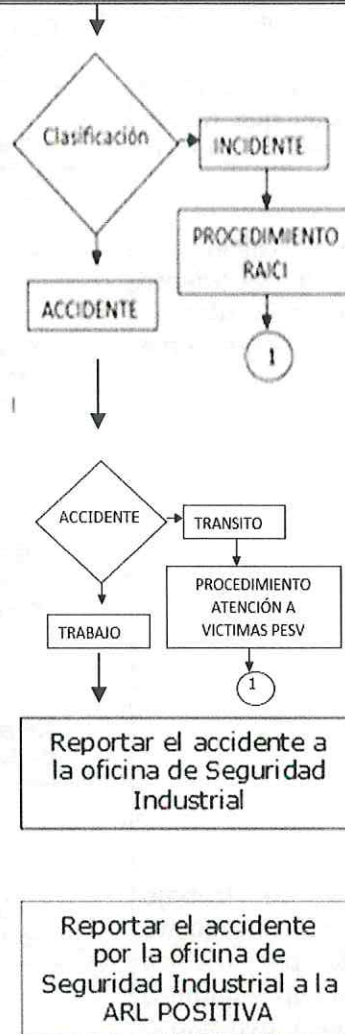 Clasificación
INCIDENTE
PROCEDIMIENTO
RAICI
1
ACCIDENTE
ACCIDENTE
TRANSITO
PROCEDIMIENTO
ATENCIÓN A
VICTIMAS PESV
1
TRABAJO
Reportar el accidente a
la oficina de Seguridad
Industrial
Reportar el accidente
por la oficina de
Seguridad Industrial a la
ARL POSITIVA